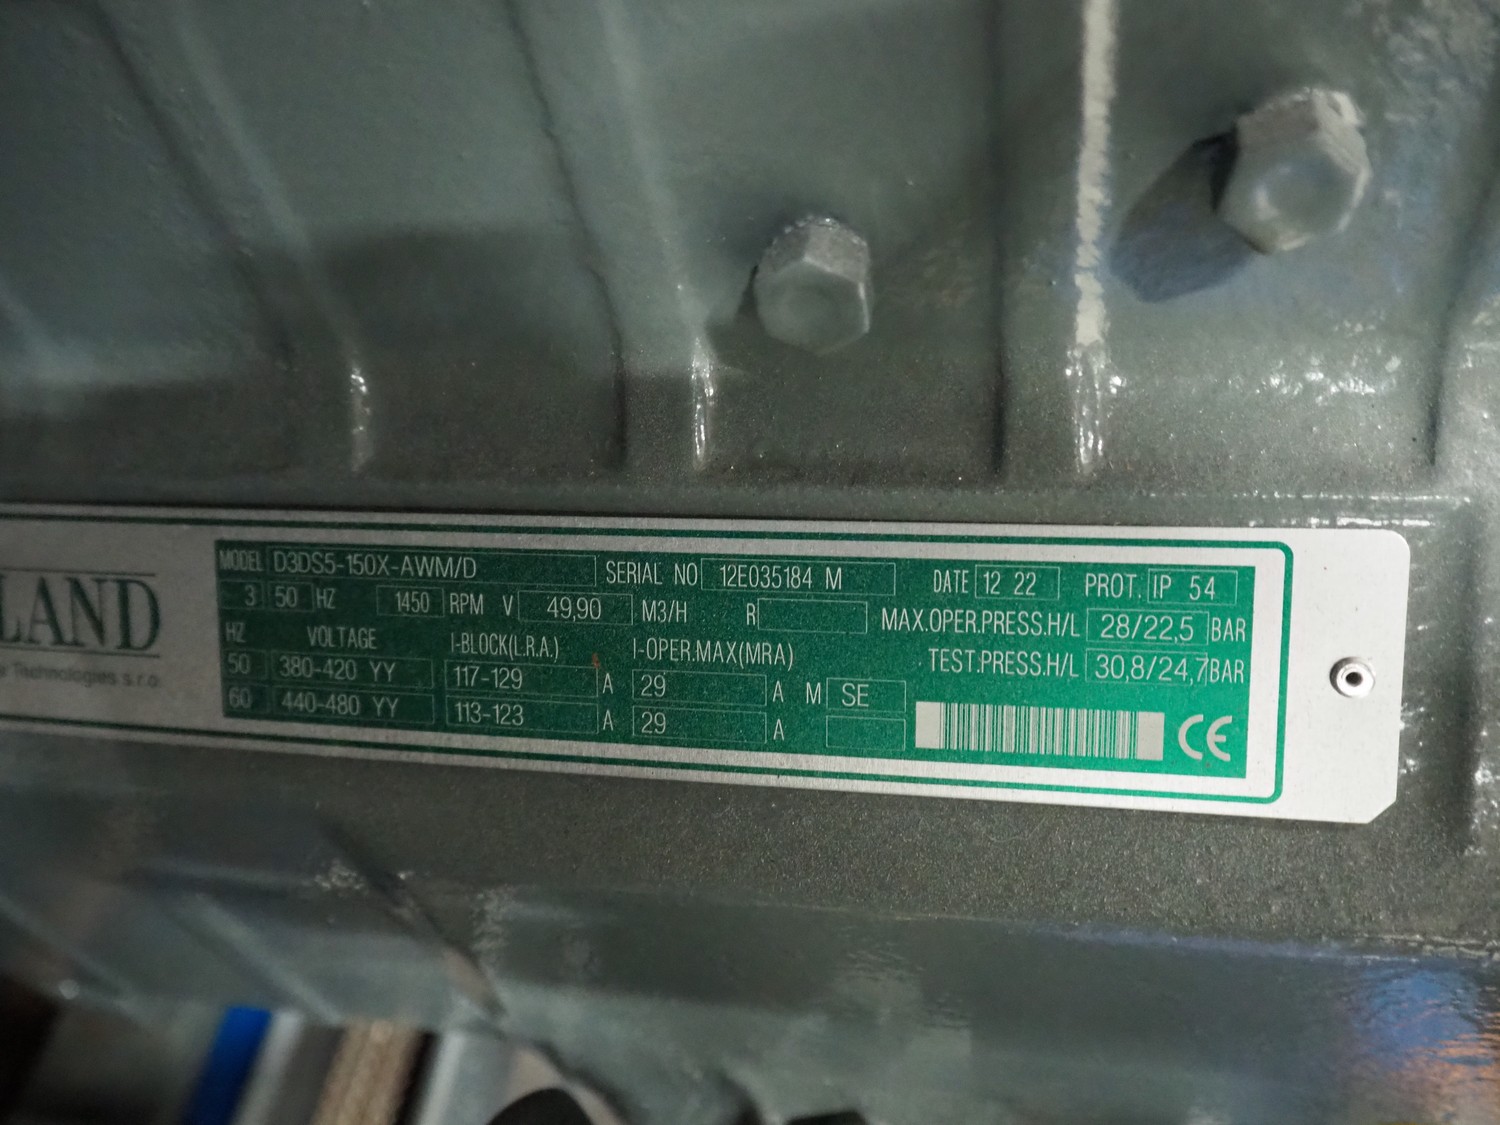 LAND
Technologies s.r.o.
MODEL D3DS5-150X-AWM/D SERIAL NO 12E035184 M DATE 12 22 PROT. IP 54
3 50 HZ 1450 RPM V 49,90 M3/H R MAX.OPER.PRESS.H/L 28/22,5 BAR
HZ VOLTAGE I-BLOCK(L.R.A.) I-OPER.MAX(MRA) TEST.PRESS.H/L 30,8/24,7 BAR
50 380-420 YY 117-129 A 29 A M SE
60 440-480 YY 113-123 A 29 A CE